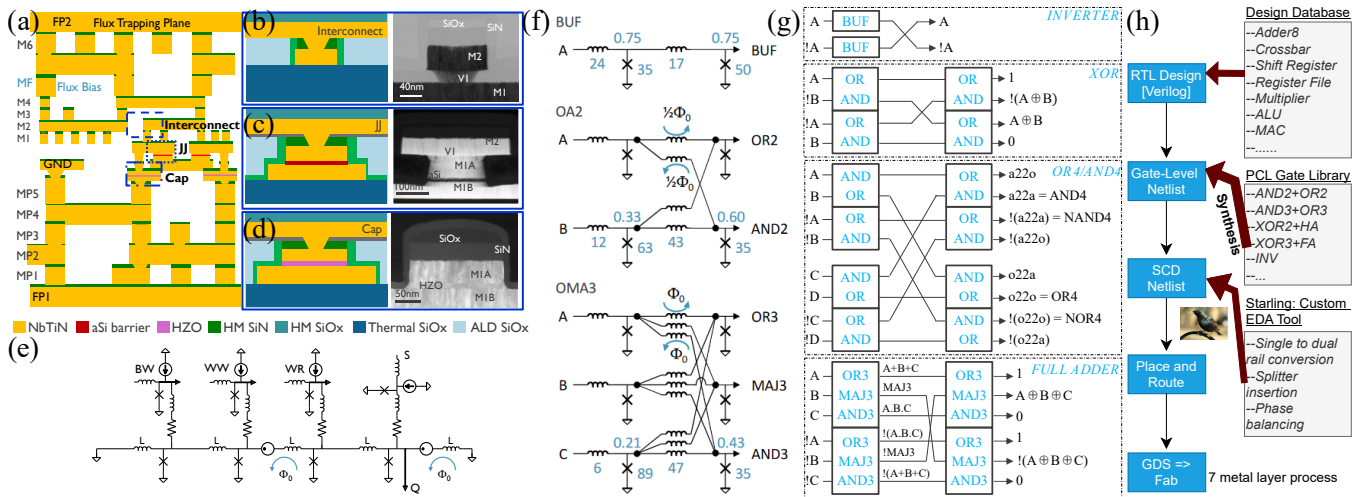 (a)
FP2
Flux Trapping Plane
M6
MF
Flux Bias
M4
M3
M2
M1
Interconnect
JJ
GND
Cap
MP5
MP4
MP3
MP2
MP1
FP1
(b)
Interconnect
SiOx
SiN
M2
V1
40nm
M1
(c)
JJ
V1
M2
M1A
aSi
100nm
M1B
(d)
Cap
SiOx
SiN
M1A
HZO
50nm
M1B
NbTiN
aSi barrier
HZO
HM SiN
HM SiOx
Thermal SiOx
ALD SiOx
(e)
BW
WW
WR
S
L
L
L
L
L
Φ0
Q
Φ0
(f)
BUF
0.75
0.75
A
BUF
24
35
17
50
OA2
½Φ0
A
OR2
½Φ0
0.33
0.60
B
AND2
12
63
43
35
OMA3
Φ0
A
OR3
Φ0
B
MAJ3
0.21
0.43
C
AND3
6
89
47
35
(g)
INVERTER
A
BUF
A
!A
BUF
!A
XOR
A
OR
OR
1
!B
AND
AND
!(A⊕B)
!A
OR
OR
A⊕B
B
AND
AND
0
OR4/AND4
A
AND
AND
a22o
B
OR
OR
a22a = AND4
!A
OR
OR
!(a22a) = NAND4
!B
AND
AND
!(a22o)
C
AND
AND
o22a
D
OR
OR
o22o = OR4
!C
OR
OR
!(o22o) = NOR4
!D
AND
AND
!(o22a)
FULL ADDER
A
OR3
A+B+C
OR3
1
B
MAJ3
MAJ3
MAJ3
A⊕B⊕C
C
AND3
A.B.C
AND3
0
!A
OR3
!(A.B.C)
OR3
1
!B
MAJ3
!MAJ3
MAJ3
!(A⊕B⊕C)
!C
AND3
!(A+B+C)
AND3
0
(h)
Design Database
--Adder8
--Crossbar
--Shift Register
--Register File
--Multiplier
--ALU
--MAC
--......
RTL Design
[Verilog]
Gate-Level
Netlist
PCL Gate Library
--AND2+OR2
--AND3+OR3
--XOR2+HA
--XOR3+FA
--INV
--...
Synthesis
SCD
Netlist
Starling: Custom
EDA Tool
--Single to dual
rail conversion
--Splitter
insertion
--Phase
balancing
Place and
Route
GDS =>
Fab
7 metal layer process